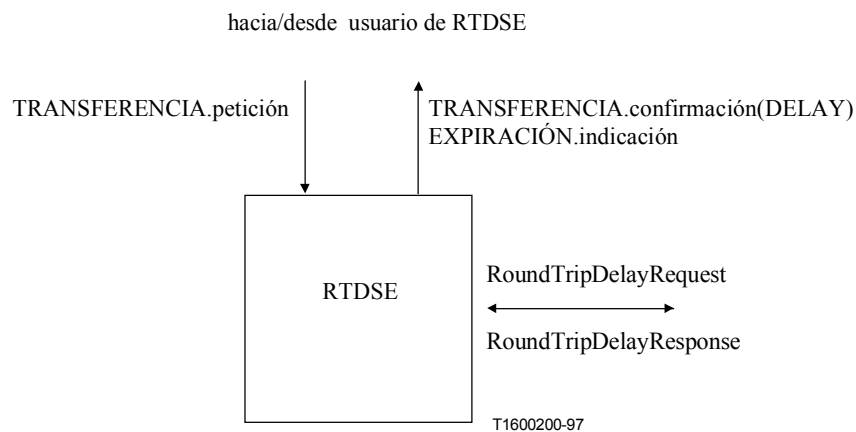 hacia/desde usuario de RTDSE
TRANSFERENCIA.petición
TRANSFERENCIA.confirmación(DELAY)
EXPIRACIÓN.indicación
RTDSE
RoundTripDelayRequest
RoundTripDelayResponse
T1600200-97